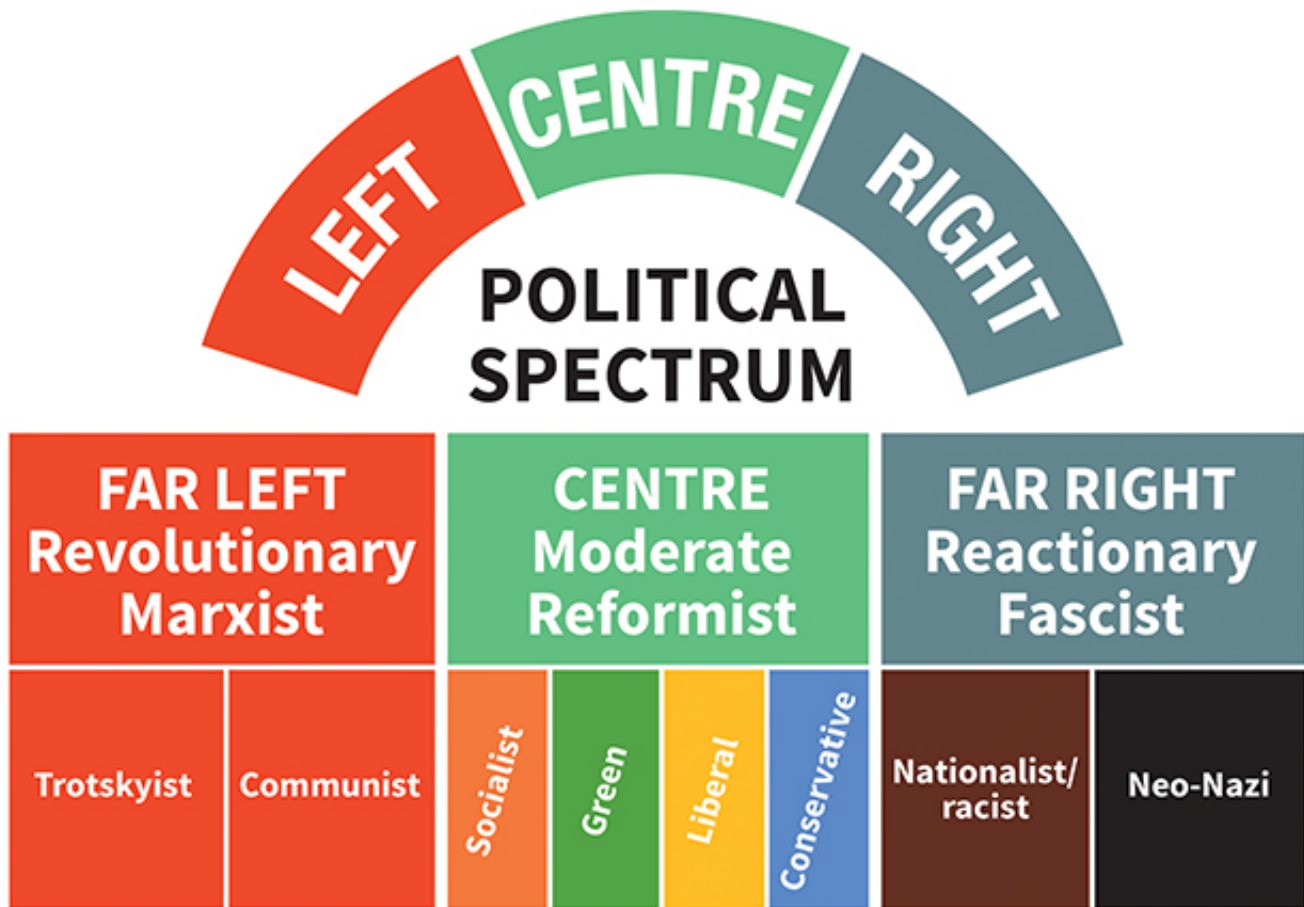 LEFT
CENTRE
RIGHT
POLITICAL
SPECTRUM
FAR LEFT
Revolutionary
Marxist
CENTRE
Moderate
Reformist
FAR RIGHT
Reactionary
Fascist
Trotskyist
Communist
Socialist
Green
Liberal
Conservative
Nationalist/
racist
Neo-Nazi